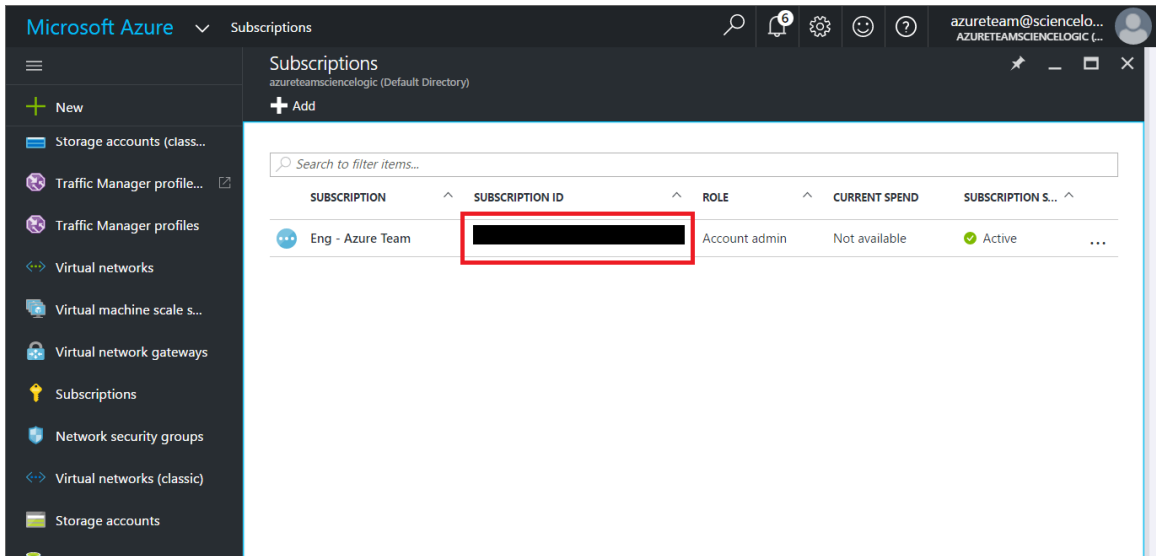 Microsoft Azure Subscriptions 6 azureteam@sciencelo...
AZURETEAMSCIENCELOGIC (...
Subscriptions
azureteamsciencelogic (Default Directory)
Add
New
Storage accounts (class...
Traffic Manager profile...
Traffic Manager profiles
Virtual networks
Virtual machine scale s...
Virtual network gateways
Subscriptions
Network security groups
Virtual networks (classic)
Storage accounts
Search to filter items...
SUBSCRIPTION SUBSCRIPTION ID ROLE CURRENT SPEND SUBSCRIPTION S...
Eng - Azure Team Account admin Not available Active ...